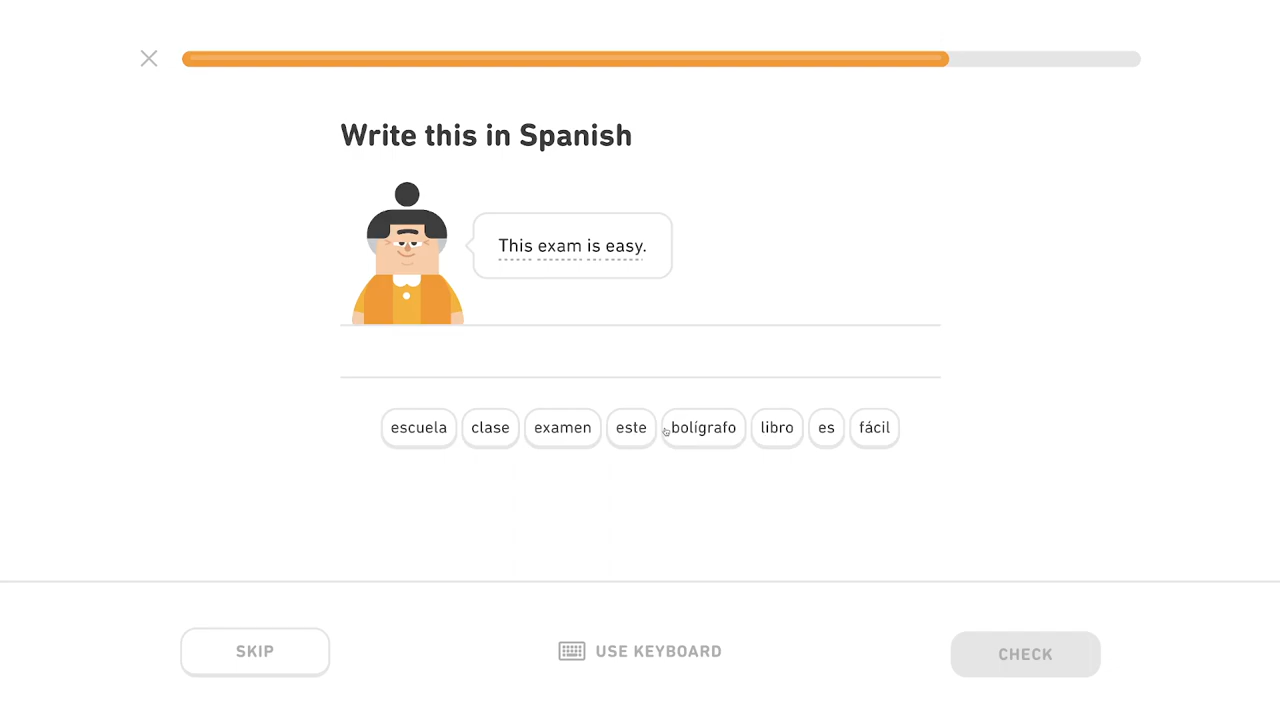 Write this in Spanish
This exam is easy.
escuela clase examen este bolígrafo libro es fácil
SKIP USE KEYBOARD CHECK